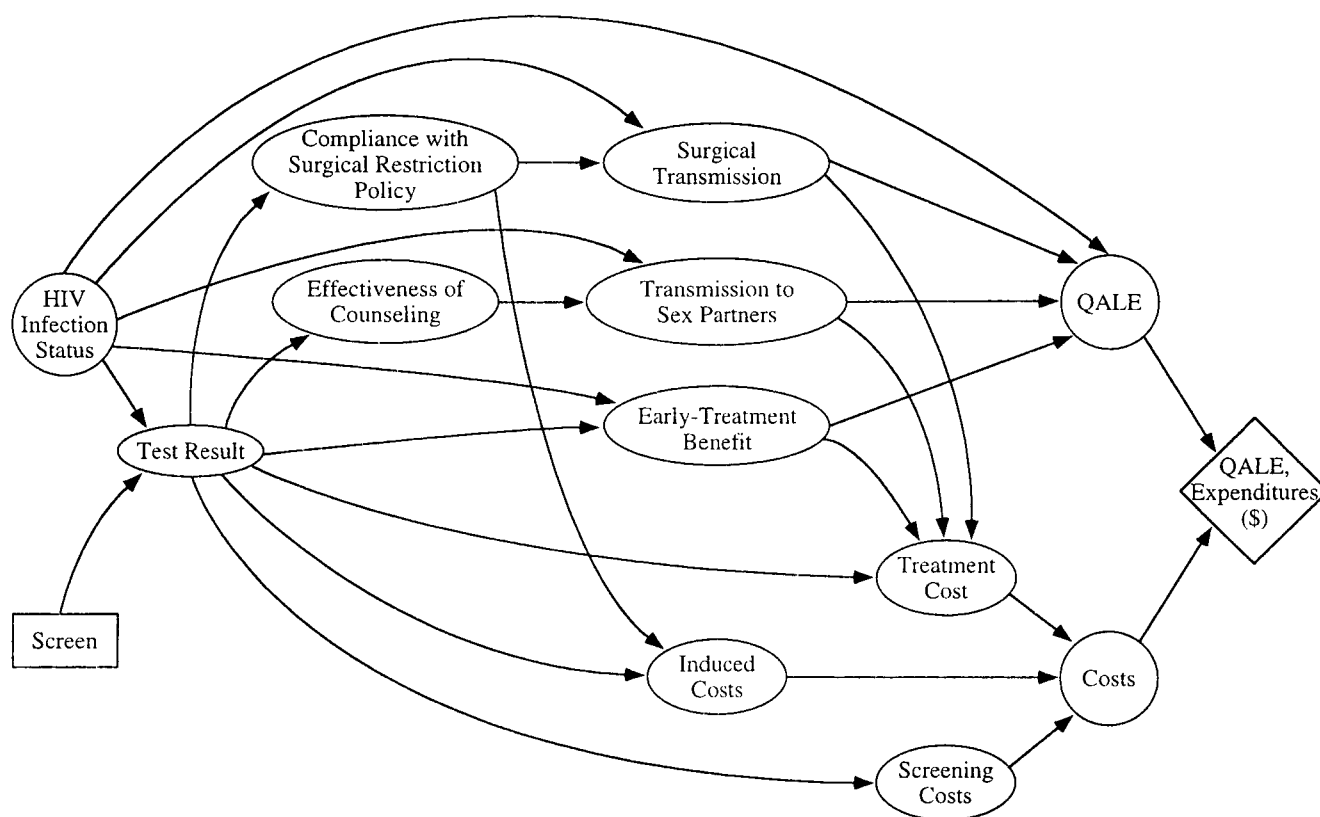 Compliance with
Surgical Restriction
Policy
Surgical
Transmission
HIV
Infection
Status
Effectiveness of
Counseling
Transmission to
Sex Partners
QALE
Test Result
Early-Treatment
Benefit
QALE,
Expenditures
($)
Treatment
Cost
Screen
Induced
Costs
Costs
Screening
Costs